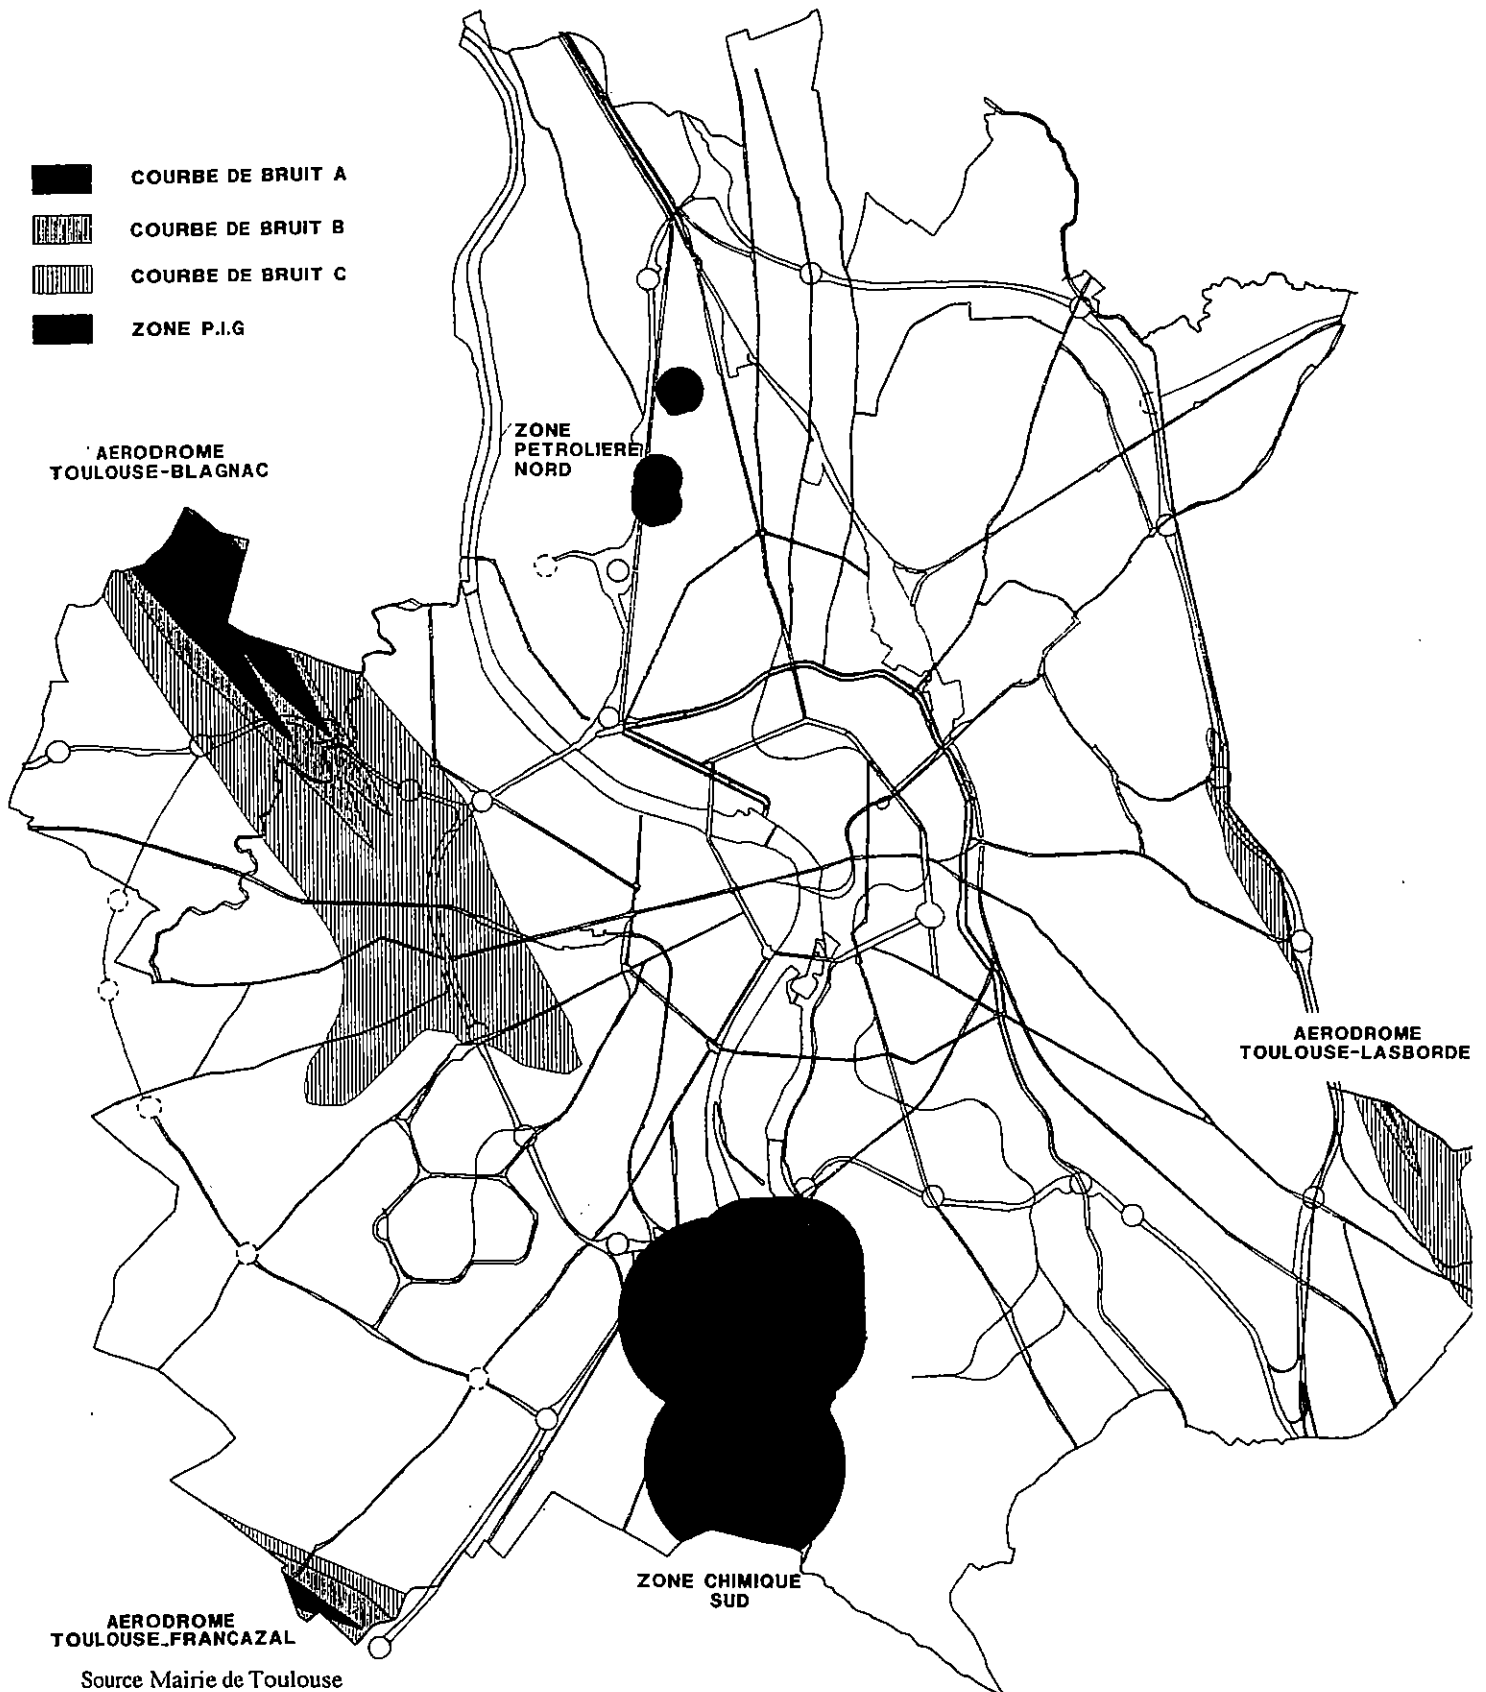 COURBE DE BRUIT A
COURBE DE BRUIT B
COURBE DE BRUIT C
ZONE P.I.G
AERODROME
TOULOUSE-BLAGNAC
ZONE
PETROLIERE
NORD
AERODROME
TOULOUSE-LASBORDE
ZONE CHIMIQUE
SUD
AERODROME
TOULOUSE-FRANCAZAL
Source Mairie de Toulouse